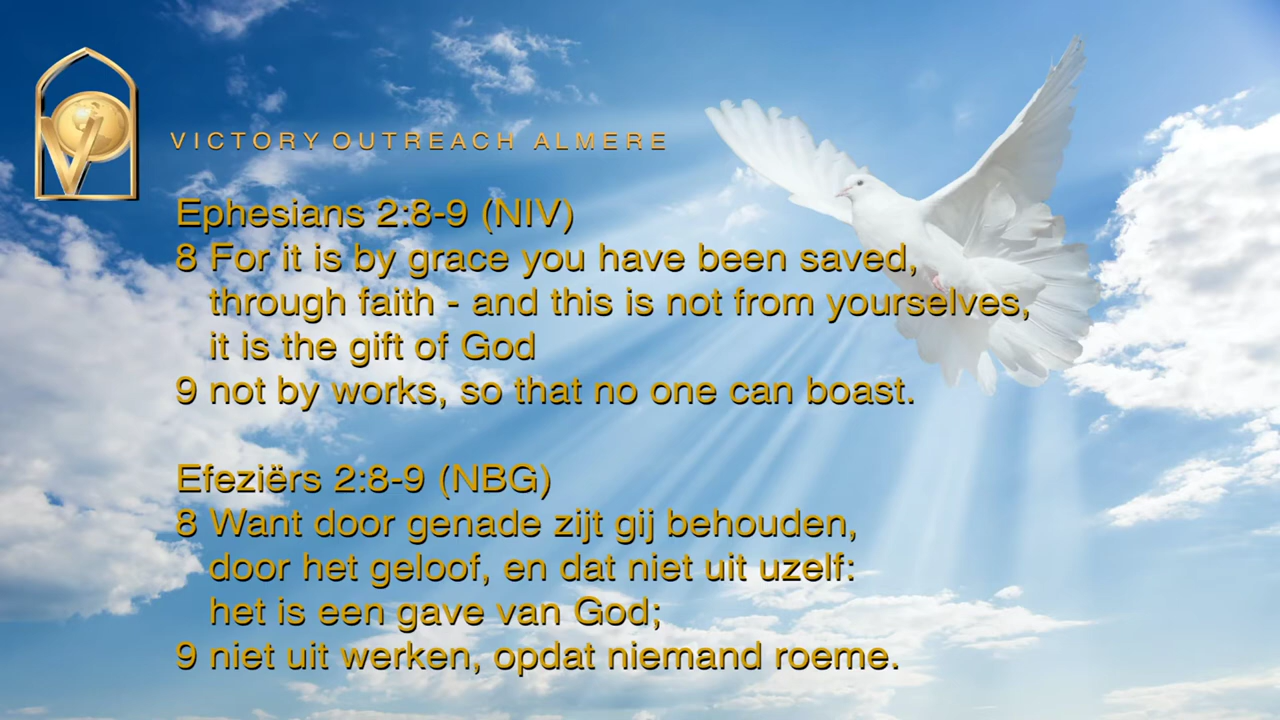 VICTORY OUTREACH ALMERE
Ephesians 2:8-9 (NIV)
8 For it is by grace you have been saved,
through faith - and this is not from yourselves,
it is the gift of God
9 not by works, so that no one can boast.
Efeziërs 2:8-9 (NBG)
8 Want door genade zijt gij behouden,
door het geloof, en dat niet uit uzelf:
het is een gave van God;
9 niet uit werken, opdat niemand roeme.